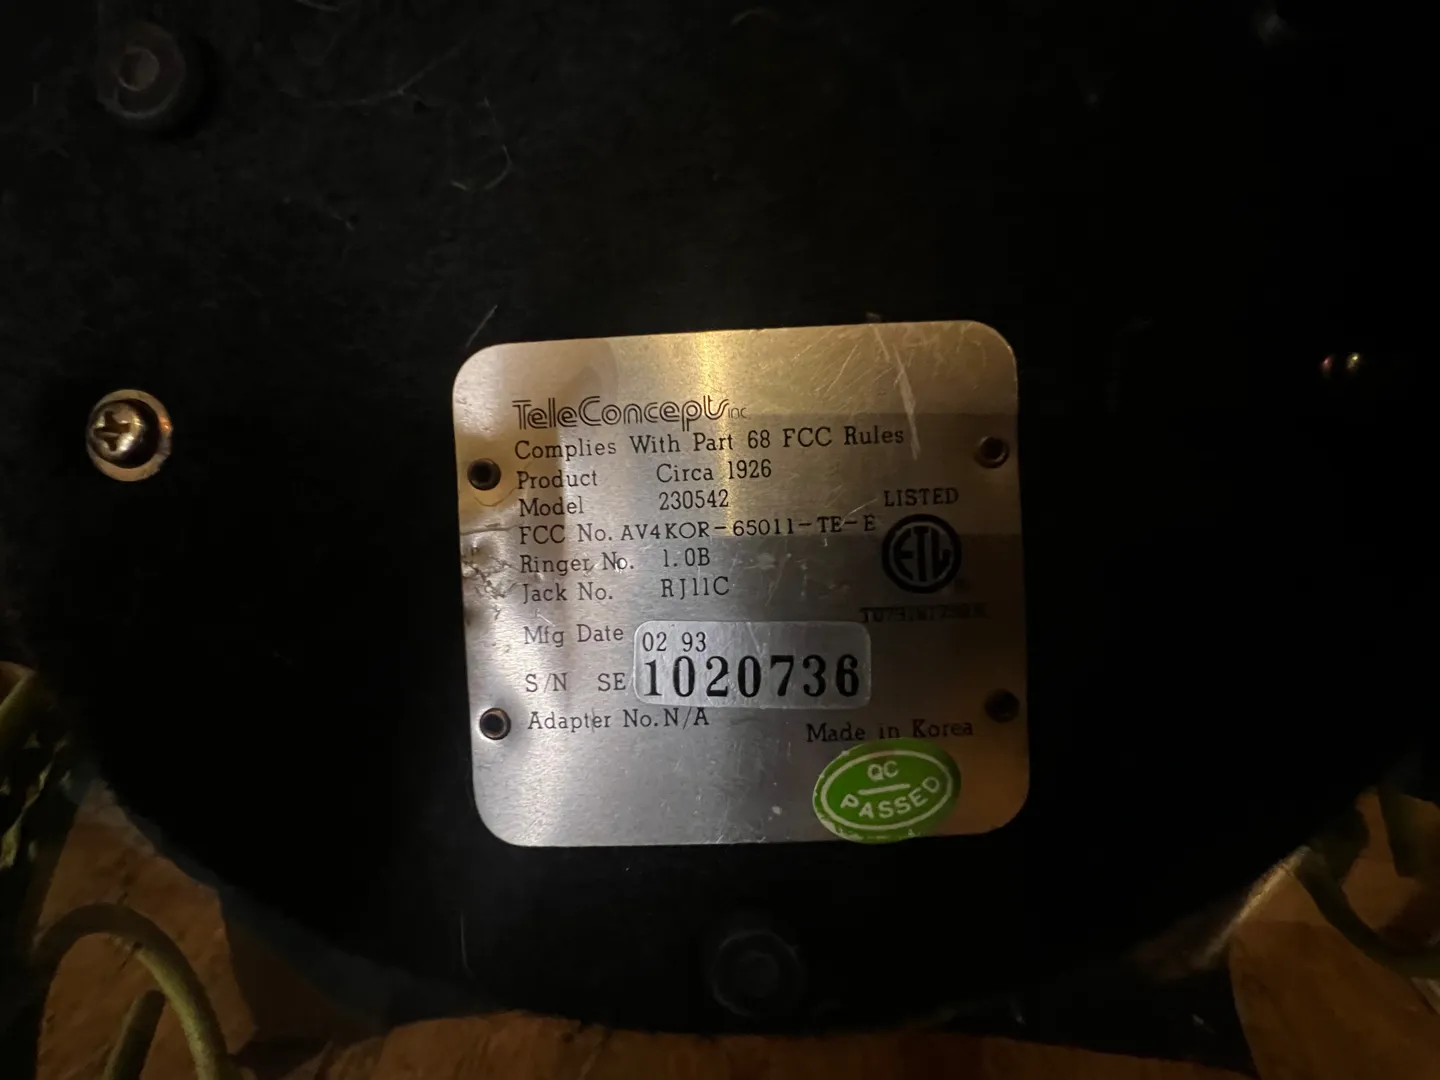 TeleConcepts inc.
Complies With Part 68 FCC Rules
Product Circa 1926
Model 230542
LISTED
FCC No. AV4KOR-65011-TE-E
ETL
Ringer No. 1.0B
Jack No. RJ11C
Mfg Date 02 93
S/N SE 1020736
Adapter No. N/A
Made in Korea
QC
PASSED